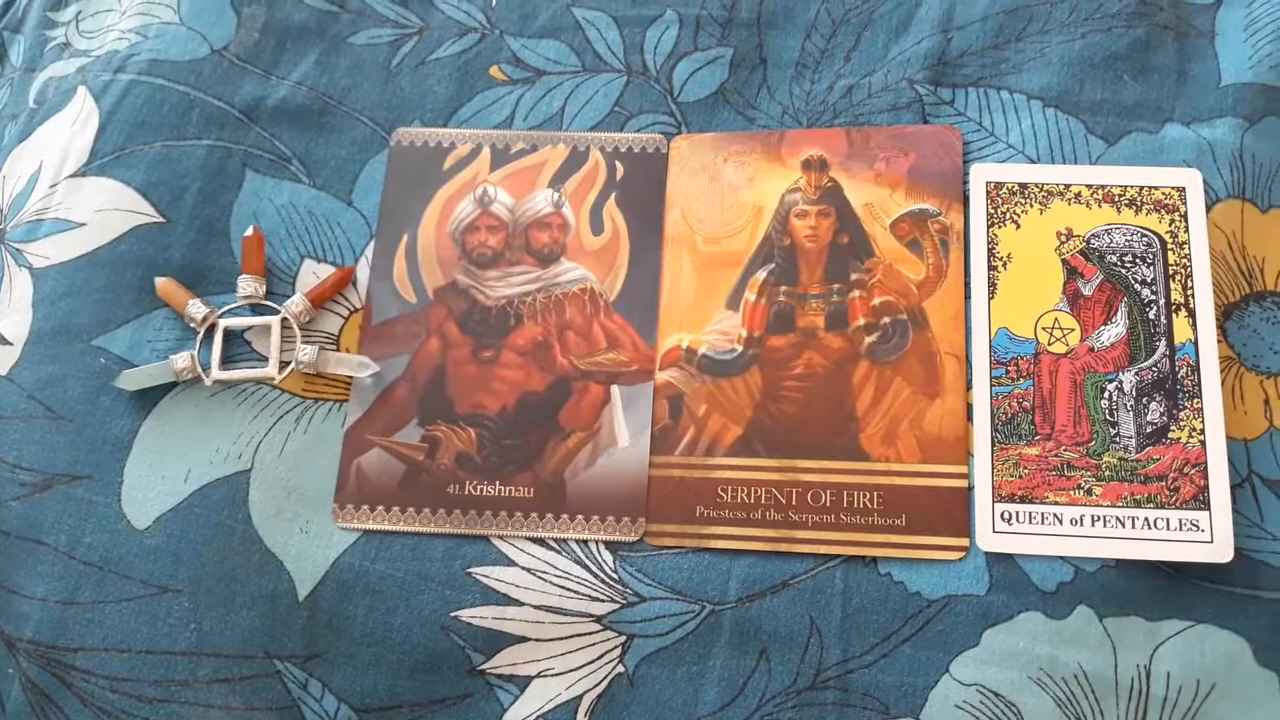 41. Krishnau
SERPENT OF FIRE
Priestess of the Serpent Sisterhood
QUEEN of PENTACLES.